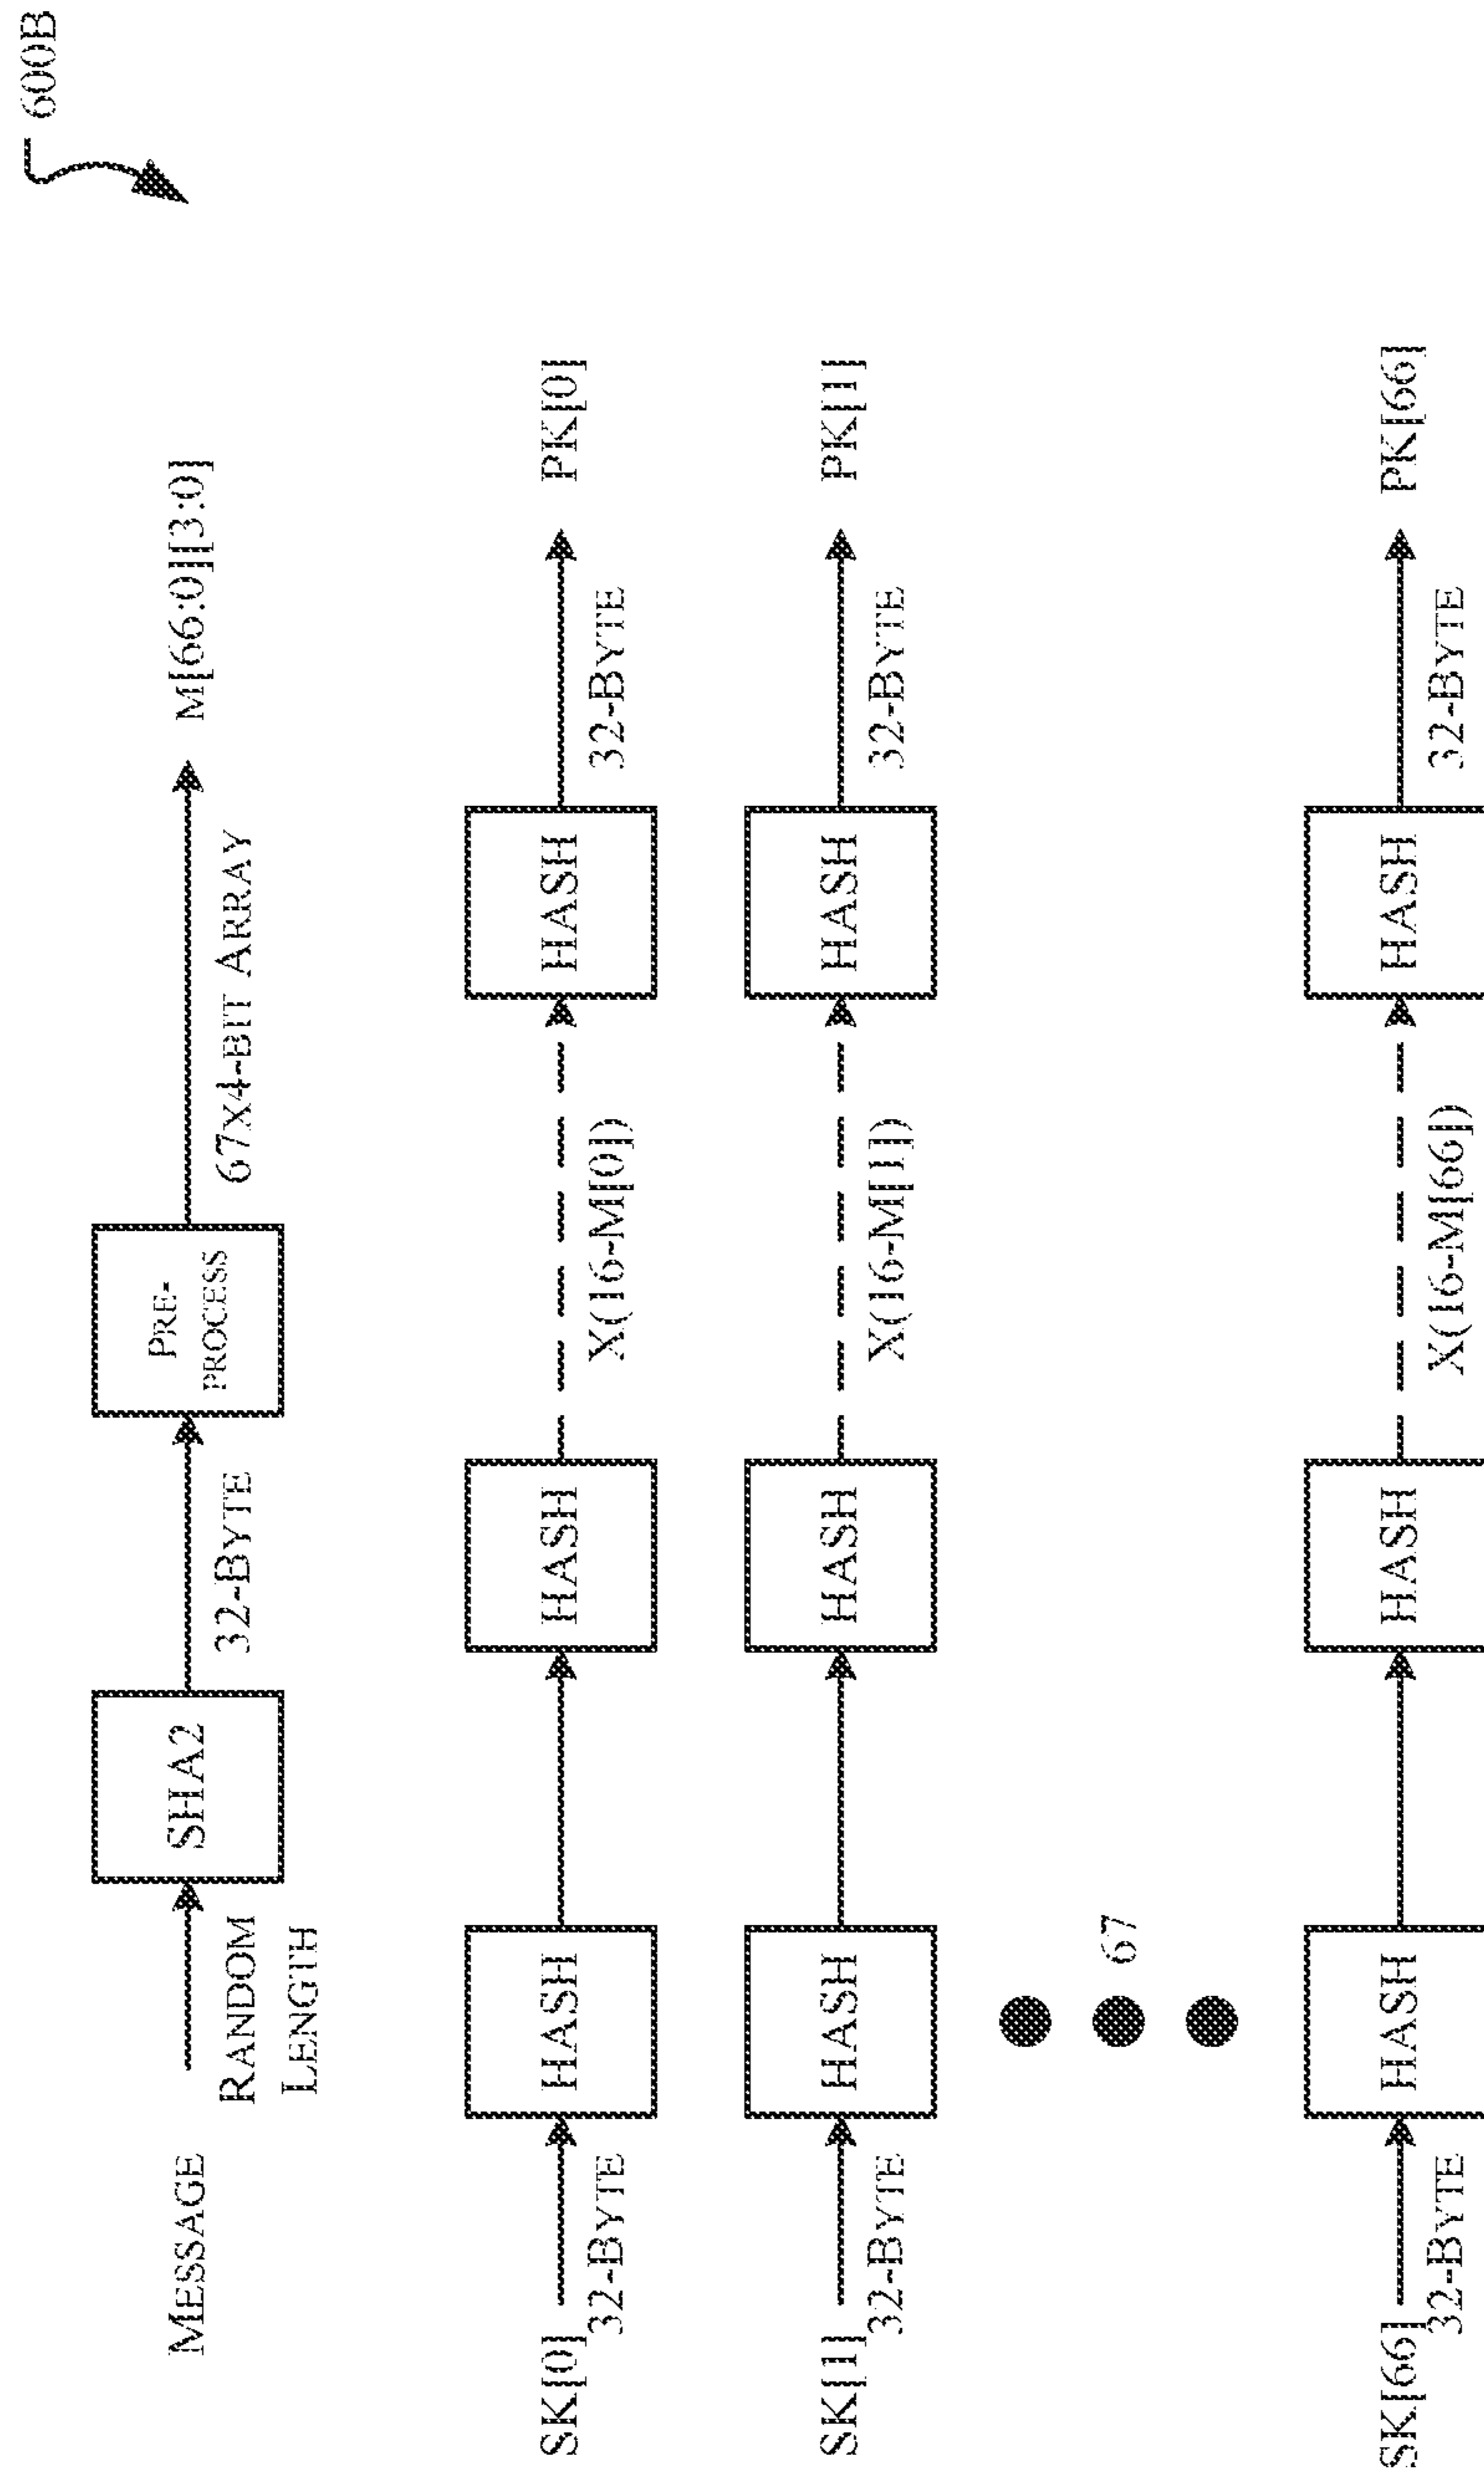 600B
MESSAGE
RANDOM
LENGTH
SHA2
32-BYTE
PRE-
PROCESS
67X4-BIT ARRAY
M[66:0][3:0]
SK[0]
32-BYTE
HASH
HASH
X(16-M[0])
HASH
32-BYTE
PK[0]
SK[1]
32-BYTE
HASH
HASH
X(16-M[1])
HASH
32-BYTE
PK[1]
67
SK[66]
32-BYTE
HASH
HASH
X(16-M[66])
HASH
32-BYTE
PK[66]